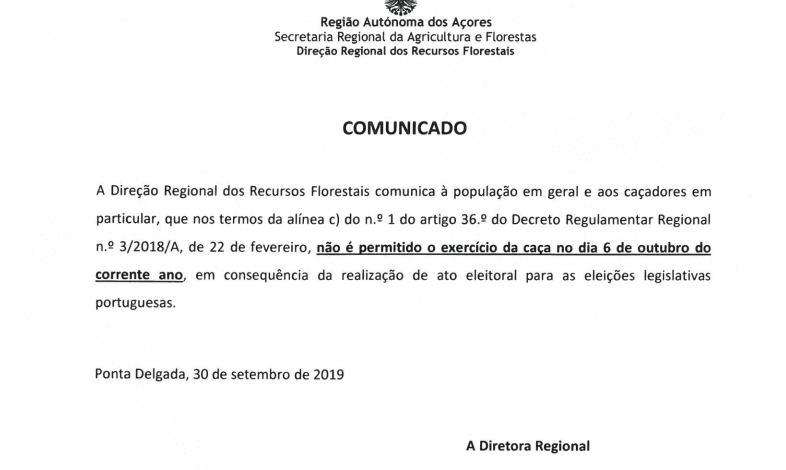 Região Autónoma dos Açores
Secretaria Regional da Agricultura e Florestas
Direção Regional dos Recursos Florestais
COMUNICADO
A Direção Regional dos Recursos Florestais comunica à população em geral e aos caçadores em
particular, que nos termos da alínea c) do n.º 1 do artigo 36.º do Decreto Regulamentar Regional
n.º 3/2018/A, de 22 de fevereiro, não é permitido o exercício da caça no dia 6 de outubro do
corrente ano, em consequência da realização de ato eleitoral para as eleições legislativas
portuguesas.
Ponta Delgada, 30 de setembro de 2019
A Diretora Regional